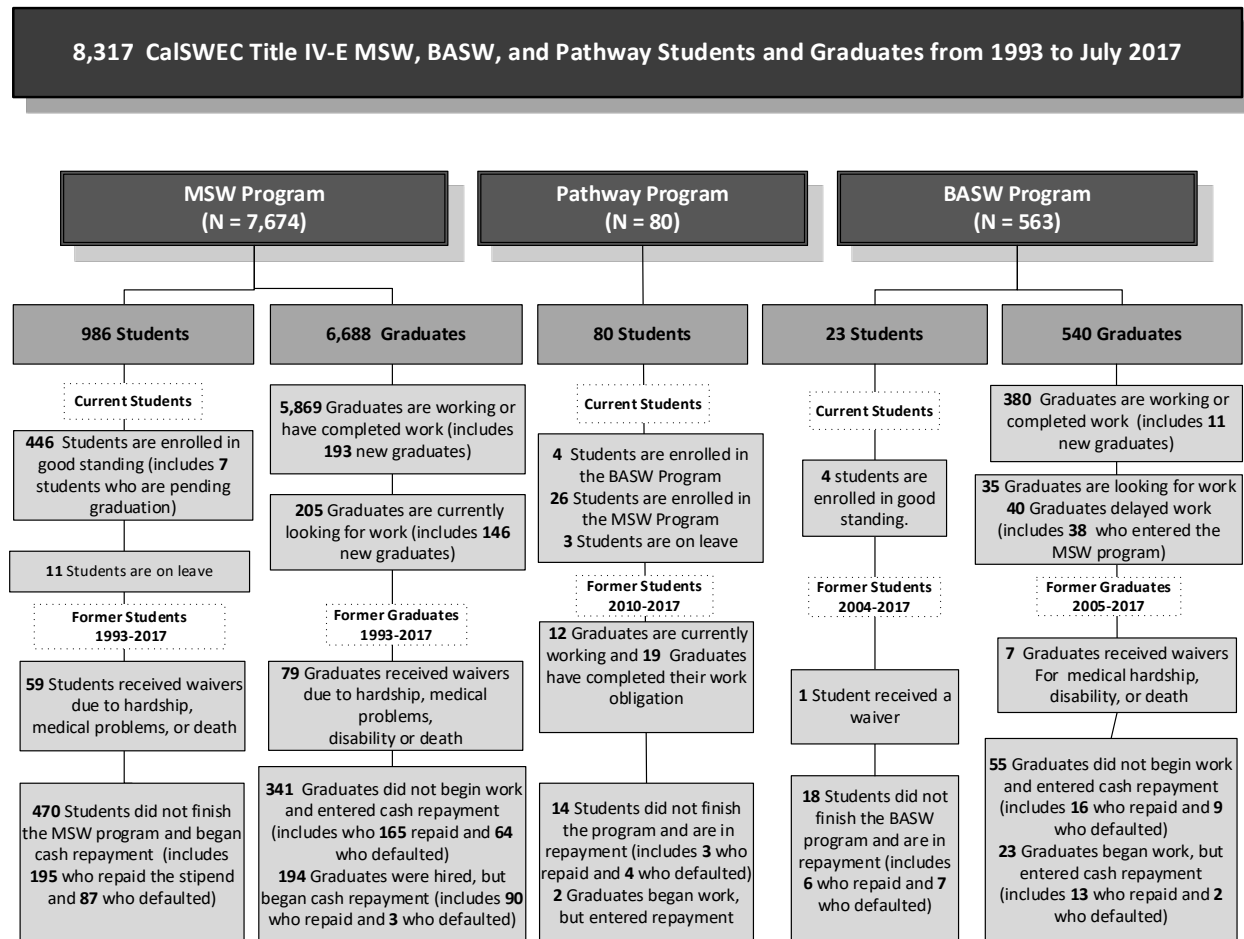 8,317 CalSWEC Title IV-E MSW, BASW, and Pathway Students and Graduates from 1993 to July 2017
MSW Program
(N = 7,674)
Pathway Program
(N = 80)
BASW Program
(N = 563)
986 Students
Current Students
446 Students are enrolled in
good standing (includes 7
students who are pending
graduation)
11 Students are on leave
Former Students
1993-2017
59 Students received waivers
due to hardship,
medical problems, or death
470 Students did not finish
the MSW program and began
cash repayment (includes
195 who repaid the stipend
and 87 who defaulted)
6,688 Graduates
5,869 Graduates are working or
have completed work (includes
193 new graduates)
205 Graduates are currently
looking for work (includes 146
new graduates)
Former Graduates
1993-2017
79 Graduates received waivers
due to hardship, medical
problems,
disability or death
341 Graduates did not begin work
and entered cash repayment
(includes who 165 repaid and 64
who defaulted)
194 Graduates were hired, but
began cash repayment (includes 90
who repaid and 3 who defaulted)
80 Students
Current Students
4 Students are enrolled in
the BASW Program
26 Students are enrolled in
the MSW Program
3 Students are on leave
Former Students
2010-2017
12 Graduates are currently
working and 19 Graduates
have completed their work
obligation
14 Students did not finish
the program and are in
repayment (includes 3 who
repaid and 4 who defaulted)
2 Graduates began work,
but entered repayment
23 Students
Current Students
4 students are
enrolled in good
standing.
Former Students
2004-2017
1 Student received a
waiver
18 Students did not
finish the BASW
program and are in
repayment (includes
6 who repaid and 7
who defaulted)
540 Graduates
380 Graduates are working or
completed work (includes 11
new graduates)
35 Graduates are looking for work
40 Graduates delayed work
(includes 38 who entered the
MSW program)
Former Graduates
2005-2017
7 Graduates received waivers
For medical hardship,
disability, or death
55 Graduates did not begin work
and entered cash repayment
(includes 16 who repaid and 9
who defaulted)
23 Graduates began work, but
entered cash repayment
(includes 13 who repaid and 2
who defaulted)